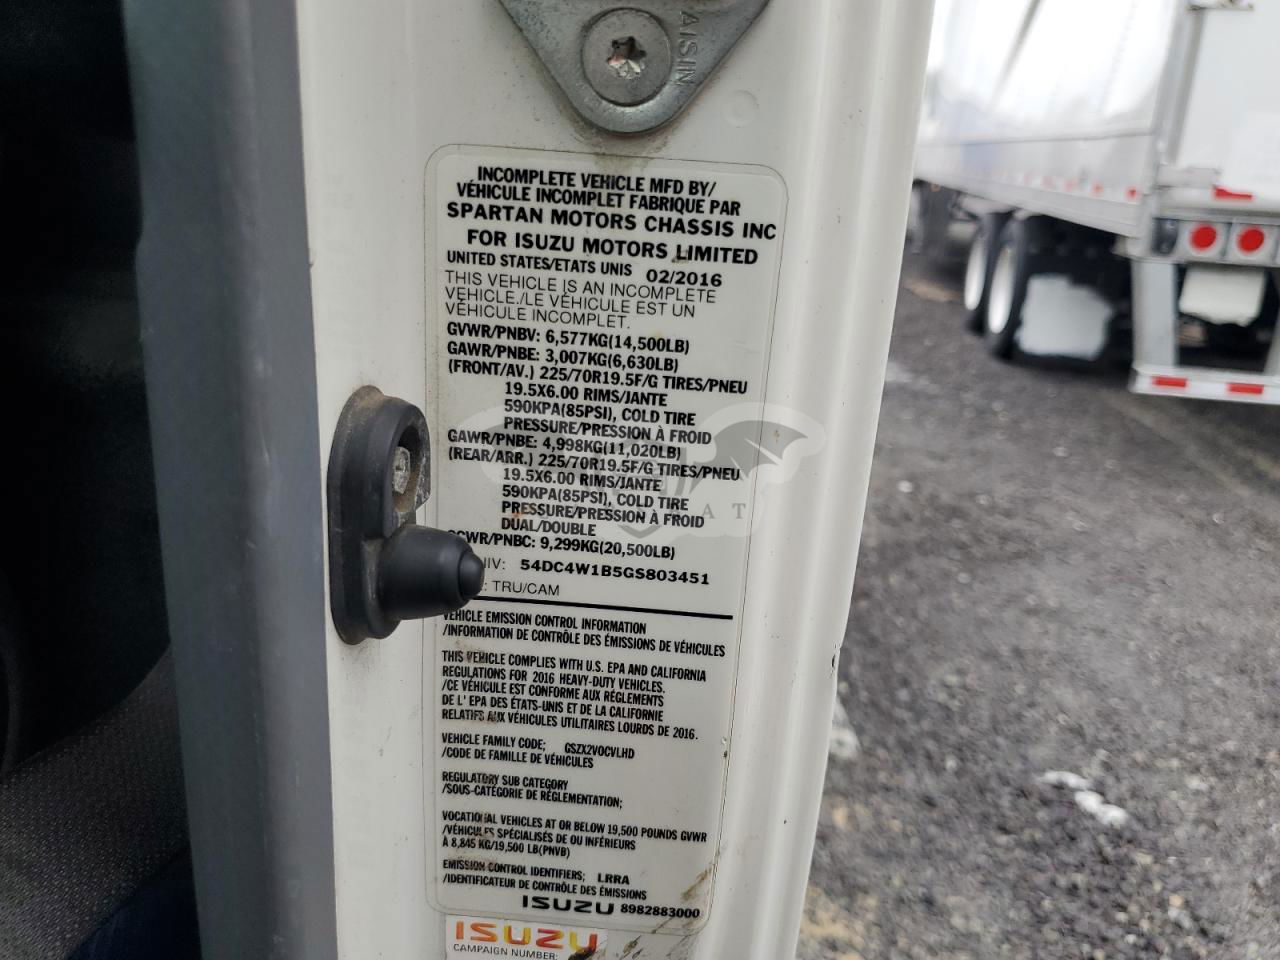 AISIN
INCOMPLETE VEHICLE MFD BY/
VÉHICULE INCOMPLET FABRIQUE PAR
SPARTAN MOTORS CHASSIS INC
FOR ISUZU MOTORS LIMITED
UNITED STATES/ETATS UNIS 02/2016
THIS VEHICLE IS AN INCOMPLETE
VEHICLE./LE VÉHICULE EST UN
VÉHICULE INCOMPLET.
GVWR/PNBV: 6,577KG(14,500LB)
GAWR/PNBE: 3,007KG(6,630LB)
(FRONT/AV.) 225/70R19.5F/G TIRES/PNEU
19.5X6.00 RIMS/JANTE
590KPA(85PSI), COLD TIRE
PRESSURE/PRESSION À FROID
GAWR/PNBE: 4,998KG(11,020LB)
(REAR/ARR.) 225/70R19.5F/G TIRES/PNEU
19.5X6.00 RIMS/JANTE
590KPA(85PSI), COLD TIRE
PRESSURE/PRESSION À FROID
DUAL/DOUBLE
GCWR/PNBC: 9,299KG(20,500LB)
NIV: 54DC4W1B5GS803451
: TRU/CAM
VEHICLE EMISSION CONTROL INFORMATION
/INFORMATION DE CONTRÔLE DES ÉMISSIONS DE VÉHICULES
THIS VEHICLE COMPLIES WITH U.S. EPA AND CALIFORNIA
REGULATIONS FOR 2016 HEAVY-DUTY VEHICLES.
/CE VÉHICULE EST CONFORME AUX RÉGLEMENTS
DE L' EPA DES ÉTATS-UNIS ET DE LA CALIFORNIE
RELATIFS AUX VÉHICULES UTILITAIRES LOURDS DE 2016.
VEHICLE FAMILY CODE; GSZX2VOCVLHD
/CODE DE FAMILLE DE VÉHICULES
REGULATORY SUB CATEGORY
/SOUS-CATÉGORIE DE RÉGLEMENTATION;
VOCATIONAL VEHICLES AT OR BELOW 19,500 POUNDS GVWR
/VÉHICULES SPÉCIALISÉS DE OU INFÉRIEURS
À 8,845 KG/19,500 LB(PNVB)
EMISSION CONTROL IDENTIFIERS; LRRA
/IDENTIFICATEUR DE CONTRÔLE DES ÉMISSIONS
ISUZU 8982883000
ISUZU
CAMPAIGN NUMBER: